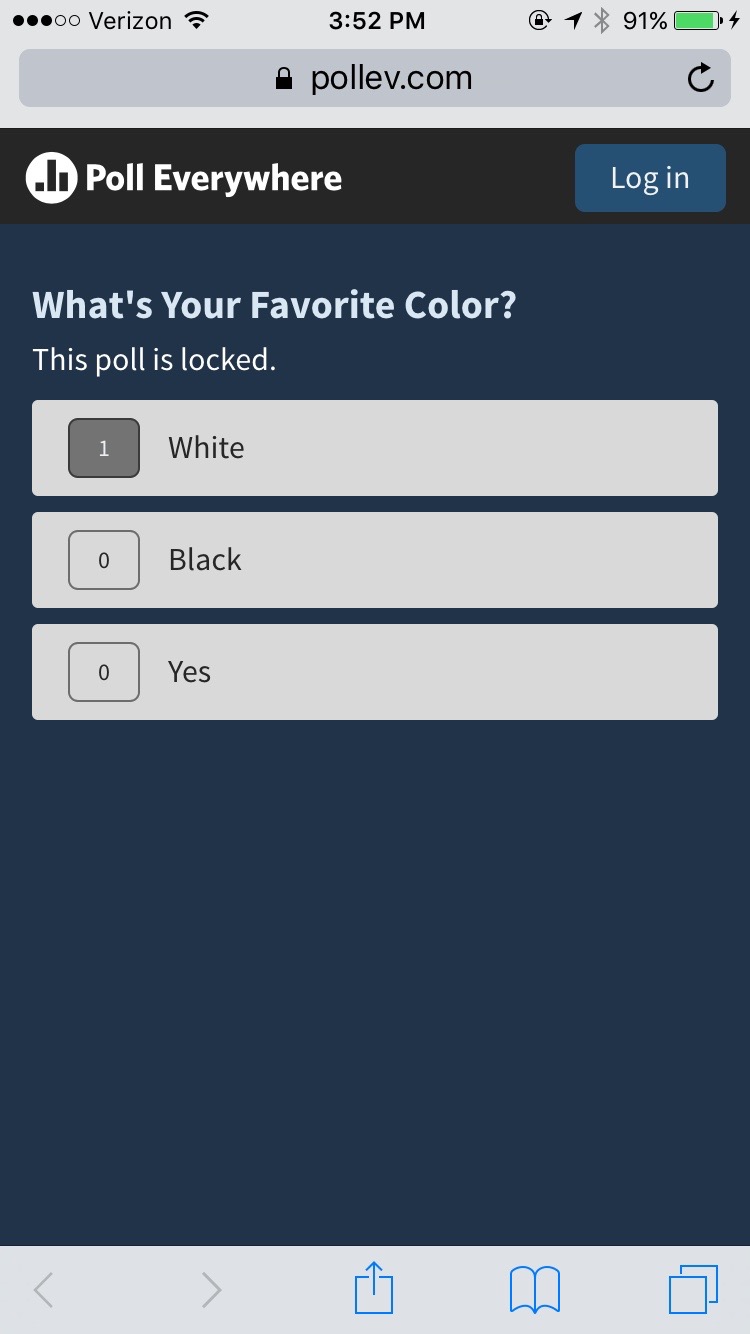 Verizon 3:52 PM 91%
pollev.com
Poll Everywhere Log in
What's Your Favorite Color?
This poll is locked.
1 White
0 Black
0 Yes